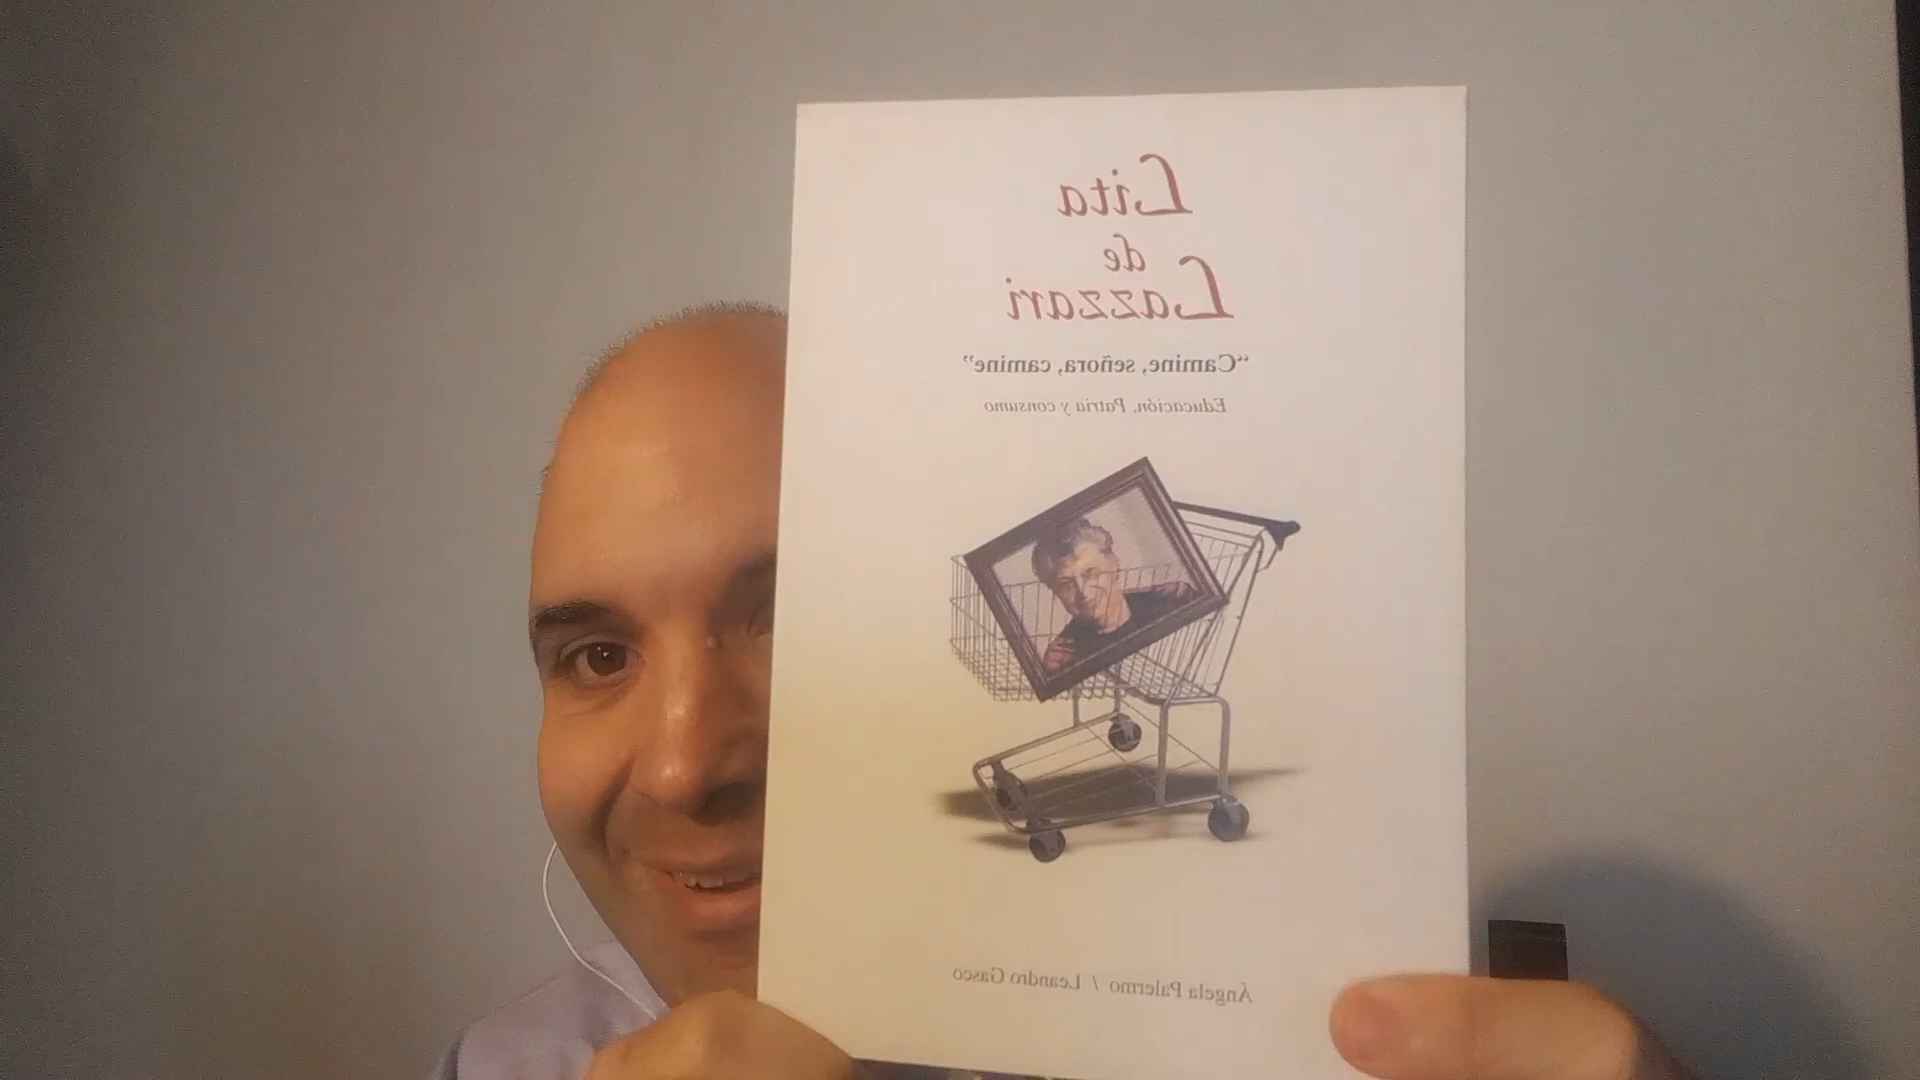 Lita
de
Lazzari
“Camine, señora, camine”
Educación, Patria y consumo
Ángela Palermo / Leandro Gasco